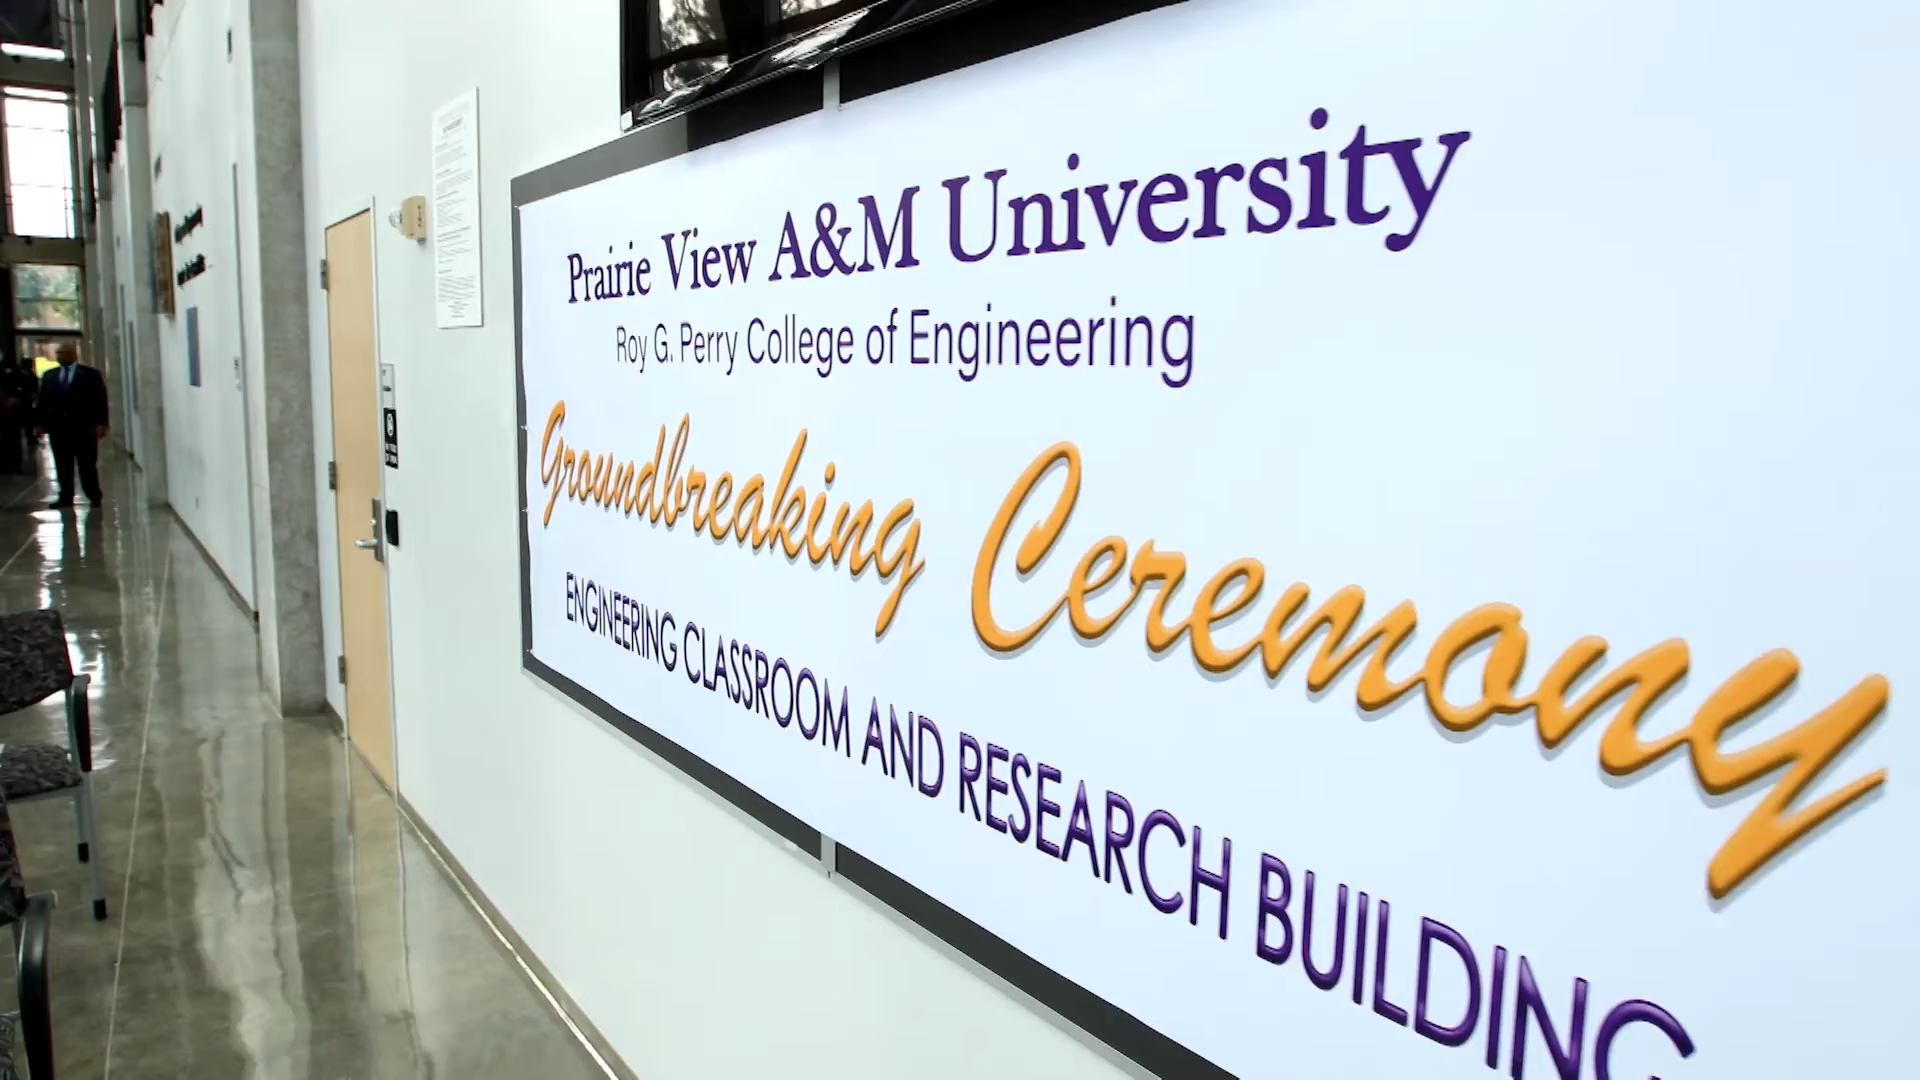 Prairie View A&M University
Roy G. Perry College of Engineering
Groundbreaking Ceremony
ENGINEERING CLASSROOM AND RESEARCH BUILDING